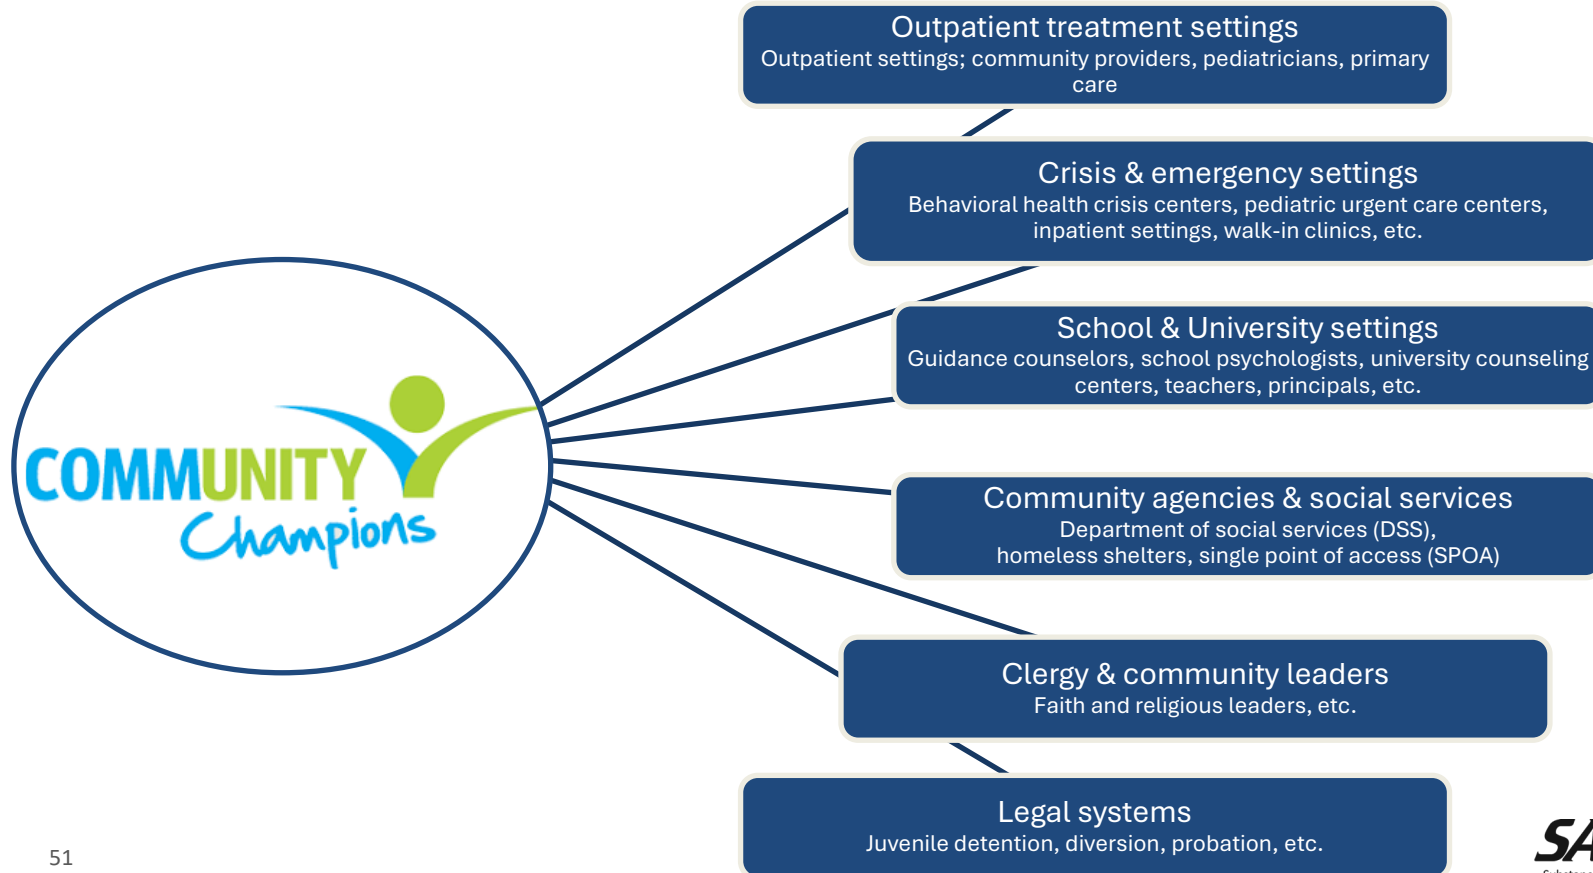 Outpatient treatment settings
Outpatient settings; community providers, pediatricians, primary
care
Crisis & emergency settings
Behavioral health crisis centers, pediatric urgent care centers,
inpatient settings, walk-in clinics, etc.
School & University settings
Guidance counselors, school psychologists, university counseling
centers, teachers, principals, etc.
COMMUNITY
Champions
Community agencies & social services
Department of social services (DSS),
homeless shelters, single point of access (SPOA)
Clergy & community leaders
Faith and religious leaders, etc.
Legal systems
Juvenile detention, diversion, probation, etc.
51
SA